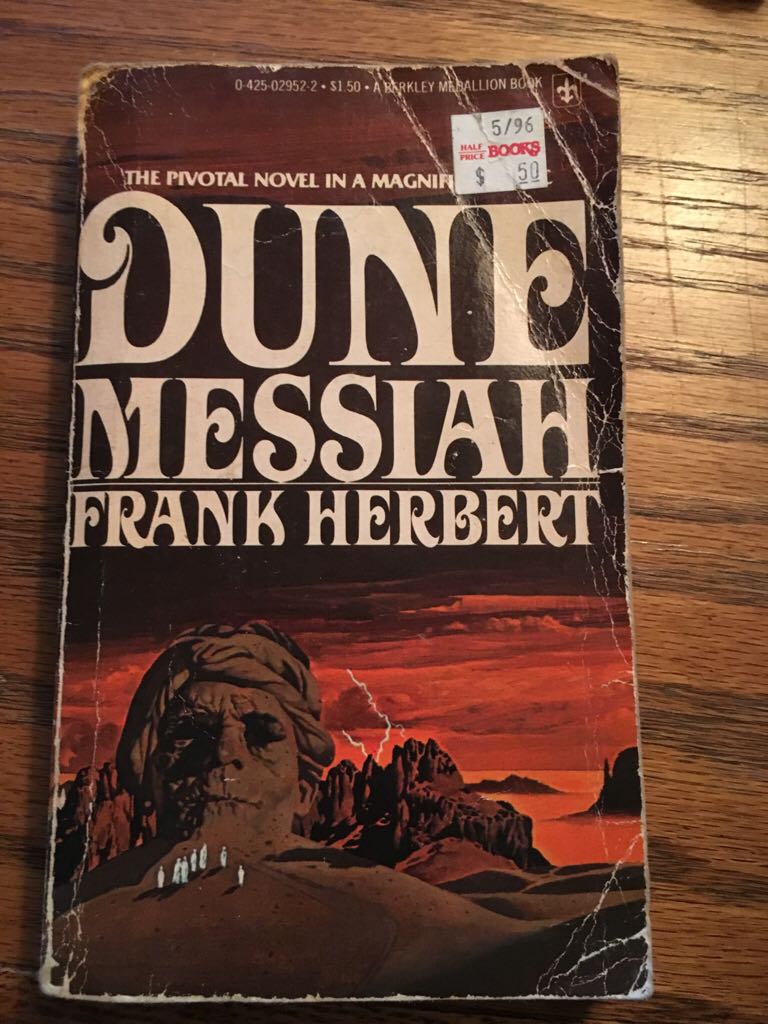 0-425-02952-2 • $1.50 • A BERKLEY MEDALLION BOOK
5/96
HALF PRICE BOOKS
$ .50
THE PIVOTAL NOVEL IN A MAGNIF
DUNE
MESSIAH
FRANK HERBERT